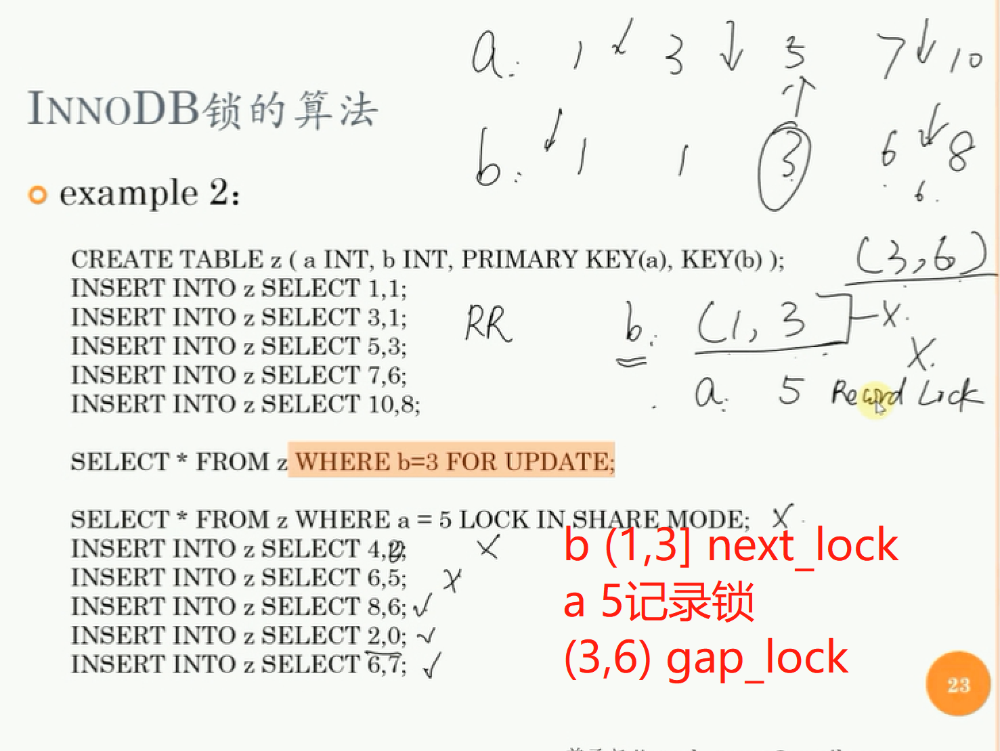 a: 1 3 5 7 10
INNODB锁的算法
b: 1 1 3 6 8
6.
example 2:
(3,6)
CREATE TABLE z ( a INT, b INT, PRIMARY KEY(a), KEY(b) );
INSERT INTO z SELECT 1,1;
INSERT INTO z SELECT 3,1;
RR
b: (1, 3] X.
INSERT INTO z SELECT 5,3;
X.
INSERT INTO z SELECT 7,6;
a: 5 Record Lock
INSERT INTO z SELECT 10,8;
SELECT * FROM z WHERE b=3 FOR UPDATE;
SELECT * FROM z WHERE a = 5 LOCK IN SHARE MODE; X
INSERT INTO z SELECT 4, X
INSERT INTO z SELECT 6,5; X
INSERT INTO z SELECT 8,6; ✓
INSERT INTO z SELECT 2,0; ✓
INSERT INTO z SELECT 6,7; ✓
b (1,3] next_lock
a 5记录锁
(3,6) gap_lock
23